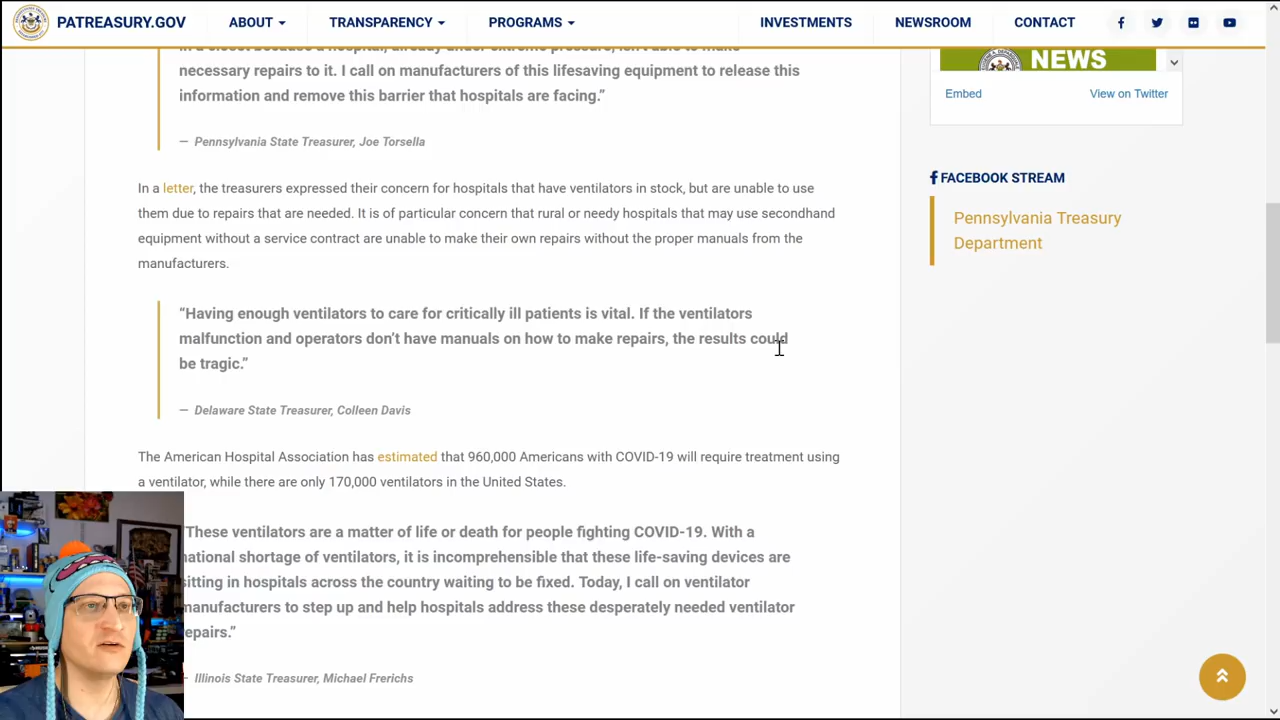 PATREASURY.GOV
ABOUT
TRANSPARENCY
PROGRAMS
INVESTMENTS
NEWSROOM
CONTACT
necessary repairs to it. I call on manufacturers of this lifesaving equipment to release this
information and remove this barrier that hospitals are facing.”
— Pennsylvania State Treasurer, Joe Torsella
In a letter, the treasurers expressed their concern for hospitals that have ventilators in stock, but are unable to use
them due to repairs that are needed. It is of particular concern that rural or needy hospitals that may use secondhand
equipment without a service contract are unable to make their own repairs without the proper manuals from the
manufacturers.
“Having enough ventilators to care for critically ill patients is vital. If the ventilators
malfunction and operators don’t have manuals on how to make repairs, the results could
be tragic.”
— Delaware State Treasurer, Colleen Davis
The American Hospital Association has estimated that 960,000 Americans with COVID-19 will require treatment using
a ventilator, while there are only 170,000 ventilators in the United States.
“These ventilators are a matter of life or death for people fighting COVID-19. With a
national shortage of ventilators, it is incomprehensible that these life-saving devices are
sitting in hospitals across the country waiting to be fixed. Today, I call on ventilator
manufacturers to step up and help hospitals address these desperately needed ventilator
repairs.”
— Illinois State Treasurer, Michael Frerichs
NEWS
Embed
View on Twitter
FACEBOOK STREAM
Pennsylvania Treasury
Department